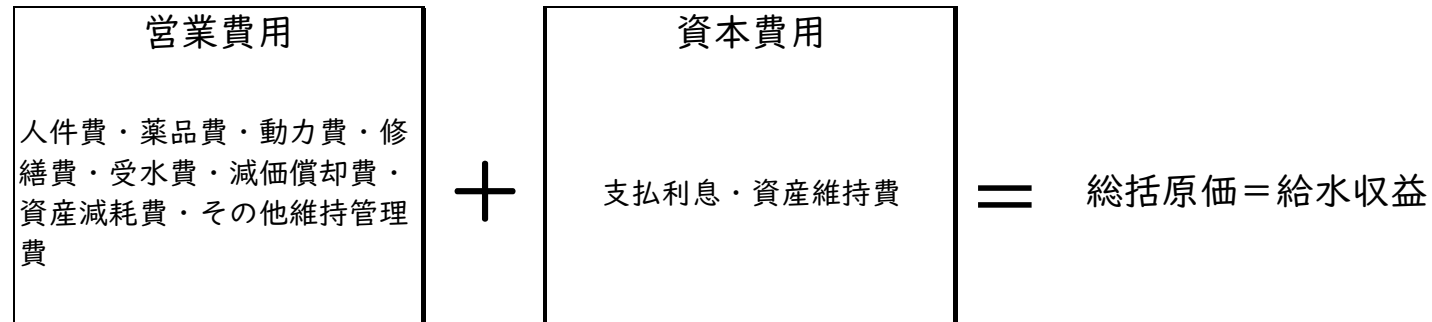 営業費用
人件費・薬品費・動力費・修
繕費・受水費・減価償却費・
資産減耗費・その他維持管理
費
+
資本費用
支払利息・資産維持費
=
総括原価=給水収益